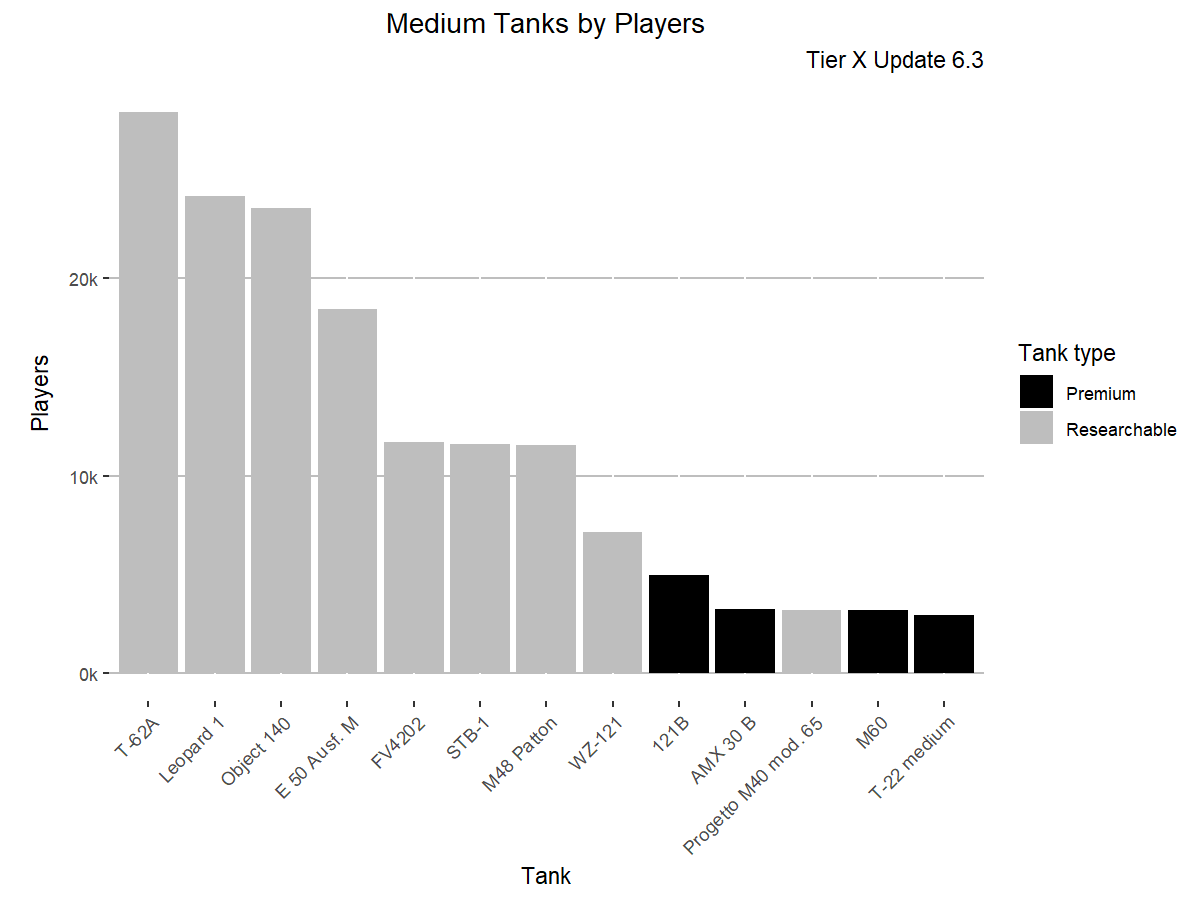 Medium Tanks by Players
Tier X Update 6.3
Players
20k
10k
0k
T-62A
Leopard 1
Object 140
E 50 Ausf. M
FV4202
STB-1
M48 Patton
WZ-121
121B
AMX 30 B
Progetto M40 mod. 65
M60
T-22 medium
Tank
Tank type
Premium
Researchable